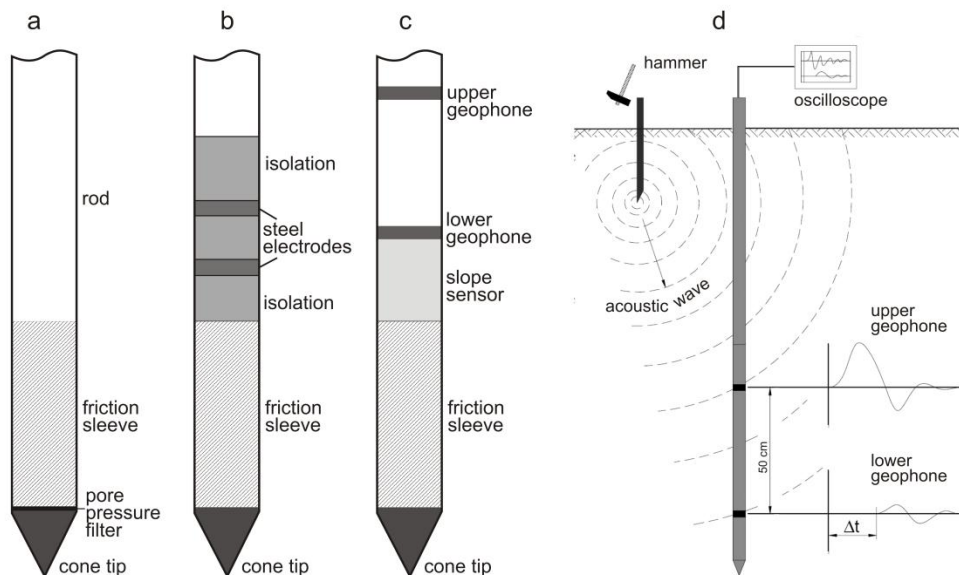 a
b
c
d
rod
friction
sleeve
pore
pressure
filter
cone tip
isolation
steel
electrodes
isolation
friction
sleeve
cone tip
upper
geophone
lower
geophone
slope
sensor
friction
sleeve
cone tip
hammer
oscilloscope
acoustic wave
upper
geophone
50 cm
lower
geophone
Δt